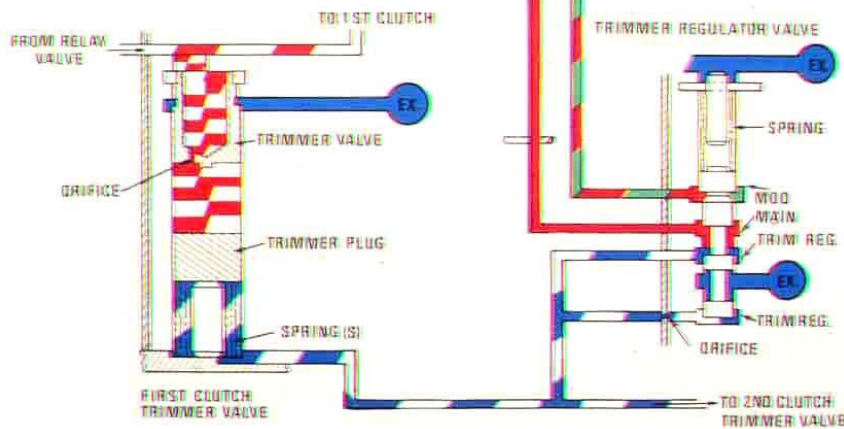 TO 1ST CLUTCH
FROM RELAY
VALVE
EX.
TRIMMER VALVE
ORIFICE
TRIMMER PLUG
SPRING(S)
FIRST CLUTCH
TRIMMER VALVE
TRIMMER REGULATOR VALVE
EX.
SPRING
MOD
MAIN
TRIM REG.
EX.
TRIM REG.
ORIFICE
TO 2ND CLUTCH
TRIMMER VALVE